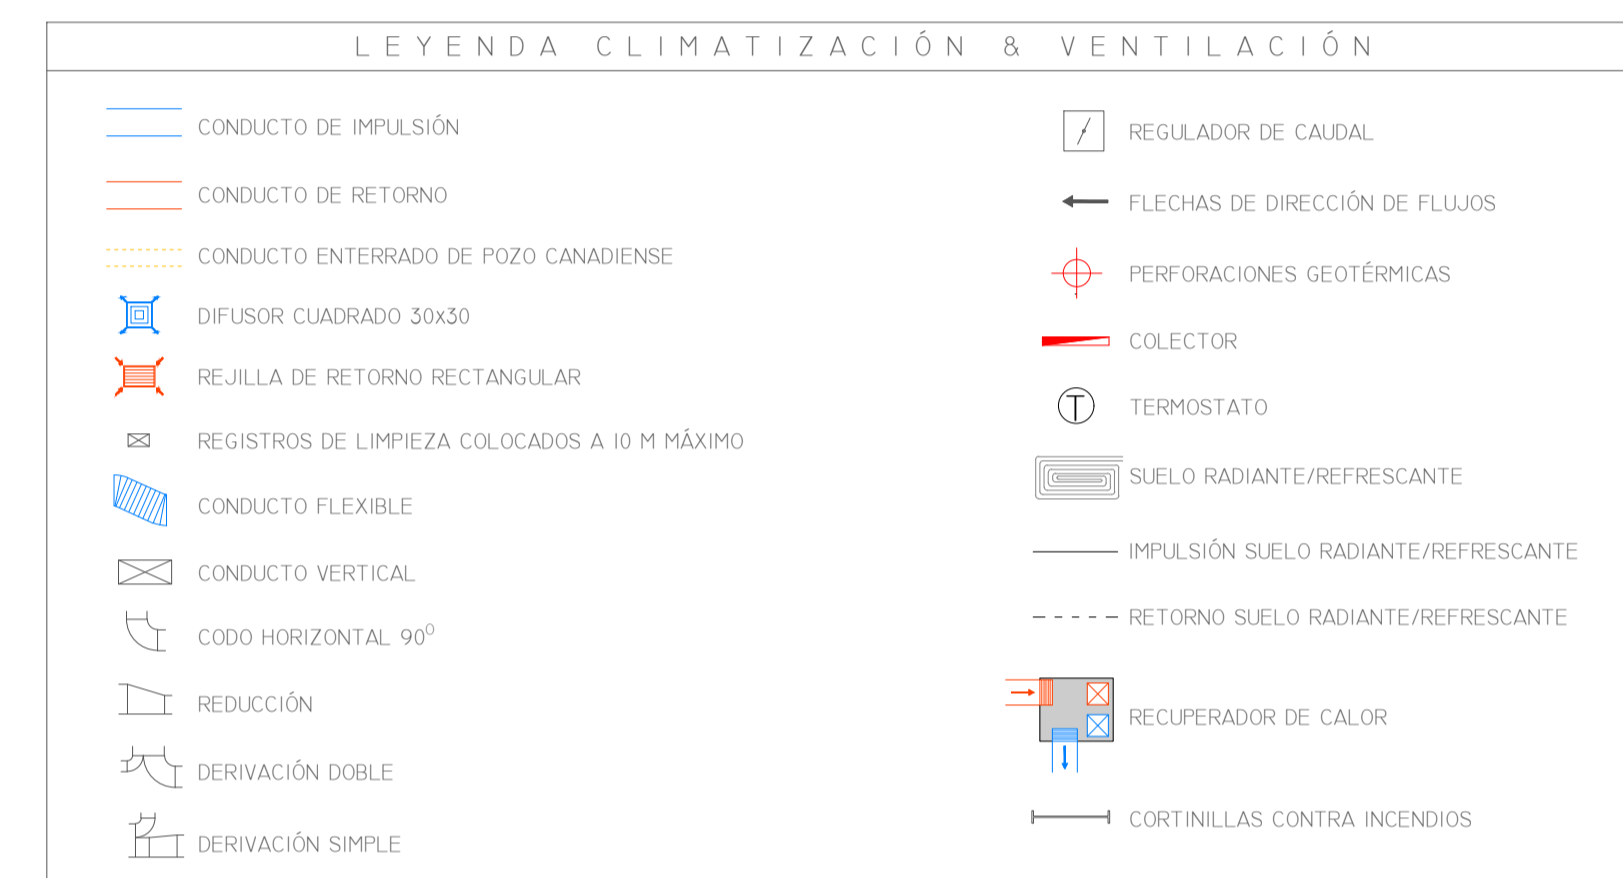 LEYENDA CLIMATIZACIÓN & VENTILACIÓN
CONDUCTO DE IMPULSIÓN
CONDUCTO DE RETORNO
CONDUCTO ENTERRADO DE POZO CANADIENSE
DIFUSOR CUADRADO 30x30
REJILLA DE RETORNO RECTANGULAR
REGISTROS DE LIMPIEZA COLOCADOS A 10 M MÁXIMO
CONDUCTO FLEXIBLE
CONDUCTO VERTICAL
CODO HORIZONTAL 90º
REDUCCIÓN
DERIVACIÓN DOBLE
DERIVACIÓN SIMPLE
REGULADOR DE CAUDAL
FLECHAS DE DIRECCIÓN DE FLUJOS
PERFORACIONES GEOTÉRMICAS
COLECTOR
T TERMOSTATO
SUELO RADIANTE/REFRESCANTE
IMPULSIÓN SUELO RADIANTE/REFRESCANTE
RETORNO SUELO RADIANTE/REFRESCANTE
RECUPERADOR DE CALOR
CORTINILLAS CONTRA INCENDIOS